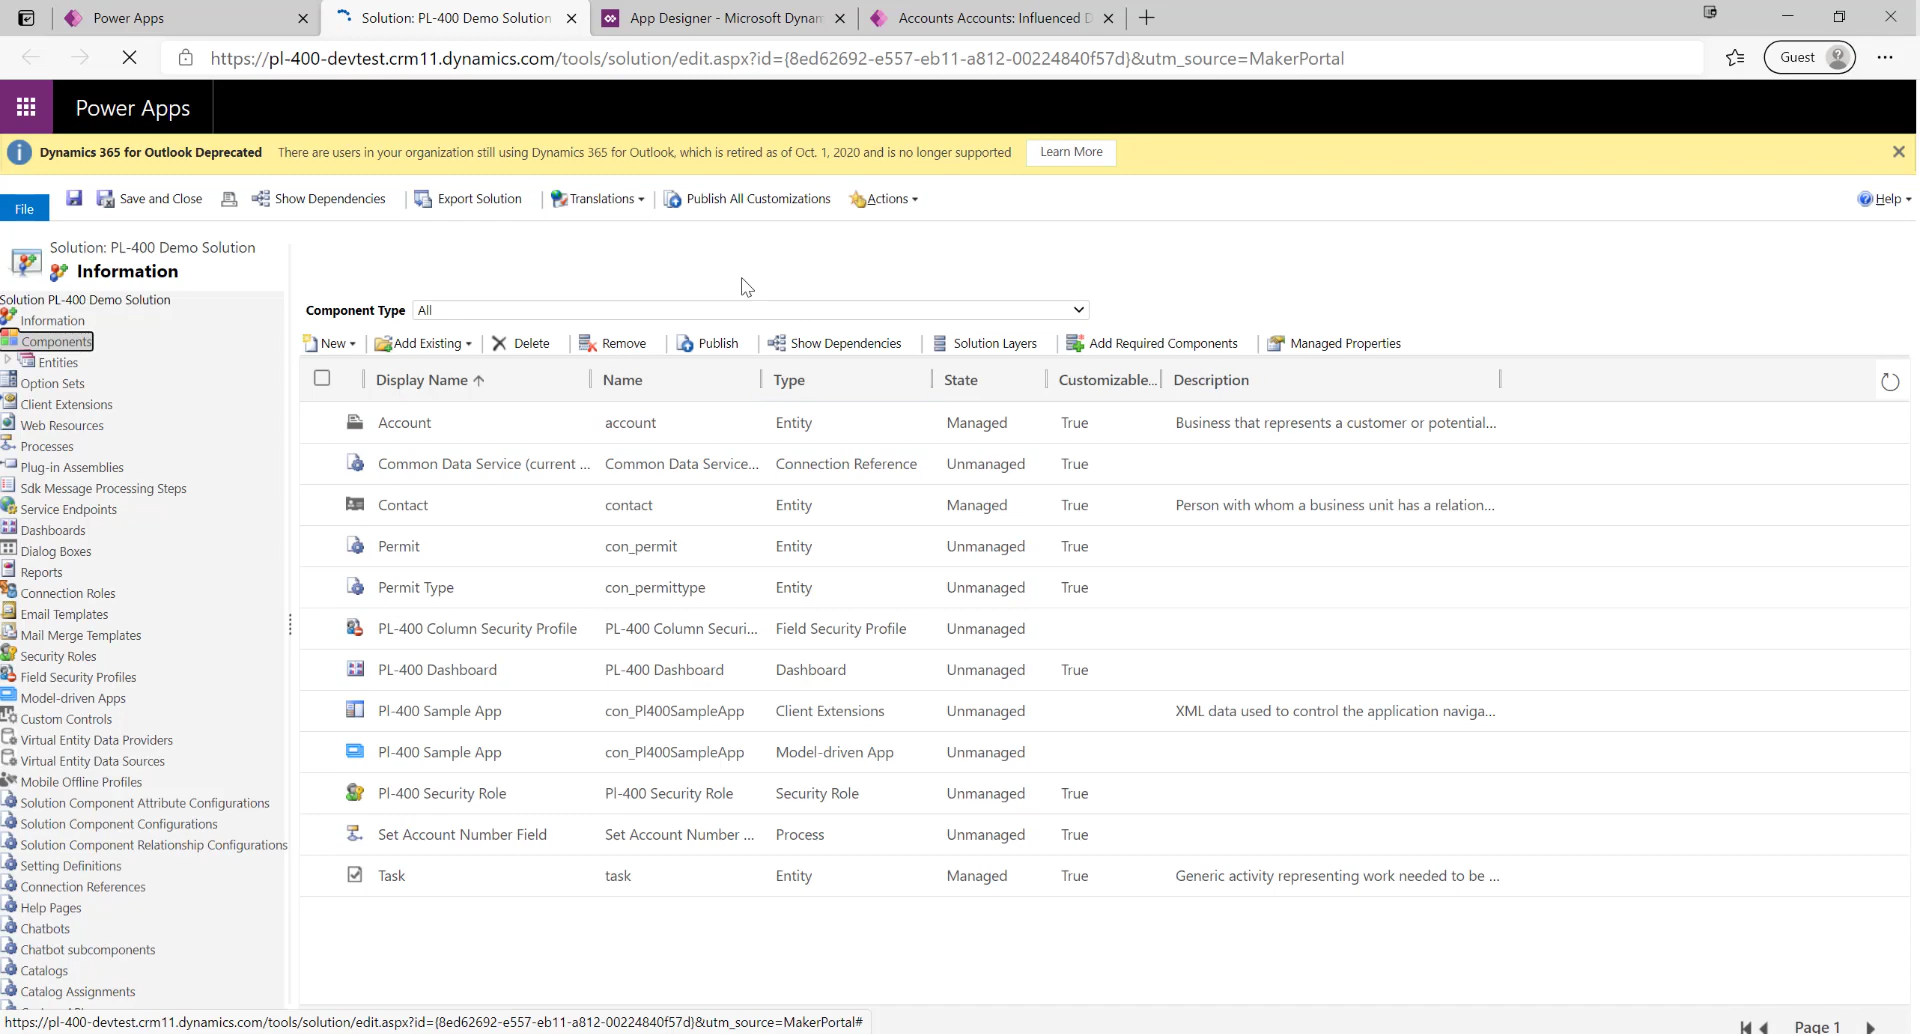 Power Apps
Solution: PL-400 Demo Solution
App Designer - Microsoft Dynam
Accounts Accounts: Influenced D
https://pl-400-devtest.crm11.dynamics.com/tools/solution/edit.aspx?id={8ed62692-e557-eb11-a812-00224840f57d}&utm_source=MakerPortal
Guest
Power Apps
Dynamics 365 for Outlook Deprecated There are users in your organization still using Dynamics 365 for Outlook, which is retired as of Oct. 1, 2020 and is no longer supported Learn More
File
Save and Close
Show Dependencies
Export Solution
Translations
Publish All Customizations
Actions
Help
Solution: PL-400 Demo Solution
Information
Solution PL-400 Demo Solution
Information
Components
Entities
Option Sets
Client Extensions
Web Resources
Processes
Plug-in Assemblies
Sdk Message Processing Steps
Service Endpoints
Dashboards
Dialog Boxes
Reports
Connection Roles
Email Templates
Mail Merge Templates
Security Roles
Field Security Profiles
Model-driven Apps
Custom Controls
Virtual Entity Data Providers
Virtual Entity Data Sources
Mobile Offline Profiles
Solution Component Attribute Configurations
Solution Component Configurations
Solution Component Relationship Configurations
Setting Definitions
Connection References
Help Pages
Chatbots
Chatbot subcomponents
Catalogs
Catalog Assignments
Component Type All
New Add Existing Delete Remove Publish Show Dependencies Solution Layers Add Required Components Managed Properties
Display Name Name Type State Customizable... Description
Account account Entity Managed True Business that represents a customer or potential...
Common Data Service (current ... Common Data Service... Connection Reference Unmanaged True
Contact contact Entity Managed True Person with whom a business unit has a relation...
Permit con_permit Entity Unmanaged True
Permit Type con_permittype Entity Unmanaged True
PL-400 Column Security Profile PL-400 Column Securi... Field Security Profile Unmanaged
PL-400 Dashboard PL-400 Dashboard Dashboard Unmanaged True
Pl-400 Sample App con_Pl400SampleApp Client Extensions Unmanaged XML data used to control the application naviga...
Pl-400 Sample App con_Pl400SampleApp Model-driven App Unmanaged
Pl-400 Security Role Pl-400 Security Role Security Role Unmanaged True
Set Account Number Field Set Account Number ... Process Unmanaged True
Task task Entity Managed True Generic activity representing work needed to be ...
https://pl-400-devtest.crm11.dynamics.com/tools/solution/edit.aspx?id={8ed62692-e557-eb11-a812-00224840f57d}&utm_source=MakerPortal#
Page 1